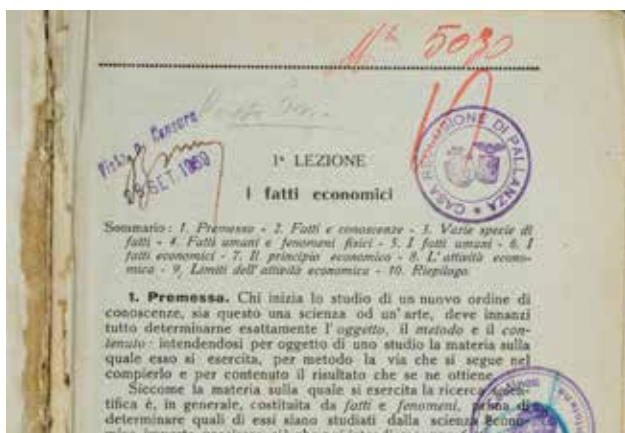 Nº 5030
Visto Censura
SET. 1939
CASA RECLUSIONE DI PALLANZA
1ª LEZIONE
I fatti economici
Sommario : 1. Premessa - 2. Fatti e conoscenze - 3. Varie specie di
fatti - 4. Fatti umani e fenomeni fisici - 5. I fatti umani - 6. I
fatti economici - 7. Il principio economico - 8. L'attività econo-
mica - 9. Limiti dell'attività economica - 10. Riepilogo.
1. Premessa. Chi inizia lo studio di un nuovo ordine di
conoscenze, sia questo una scienza od un' arte, deve innanzi
tutto determinarne esattamente l' oggetto, il metodo e il con-
tenuto : intendendosi per oggetto di uno studio la materia sulla
quale esso si esercita, per metodo la via che si segue nel
compierlo e per contenuto il risultato che se ne ottiene.
Siccome la materia sulla quale si esercita la ricerca scien-
tifica è, in generale, costituita da fatti e fenomeni, prima di
determinare quali di essi siano studiati dalla scienza econo-